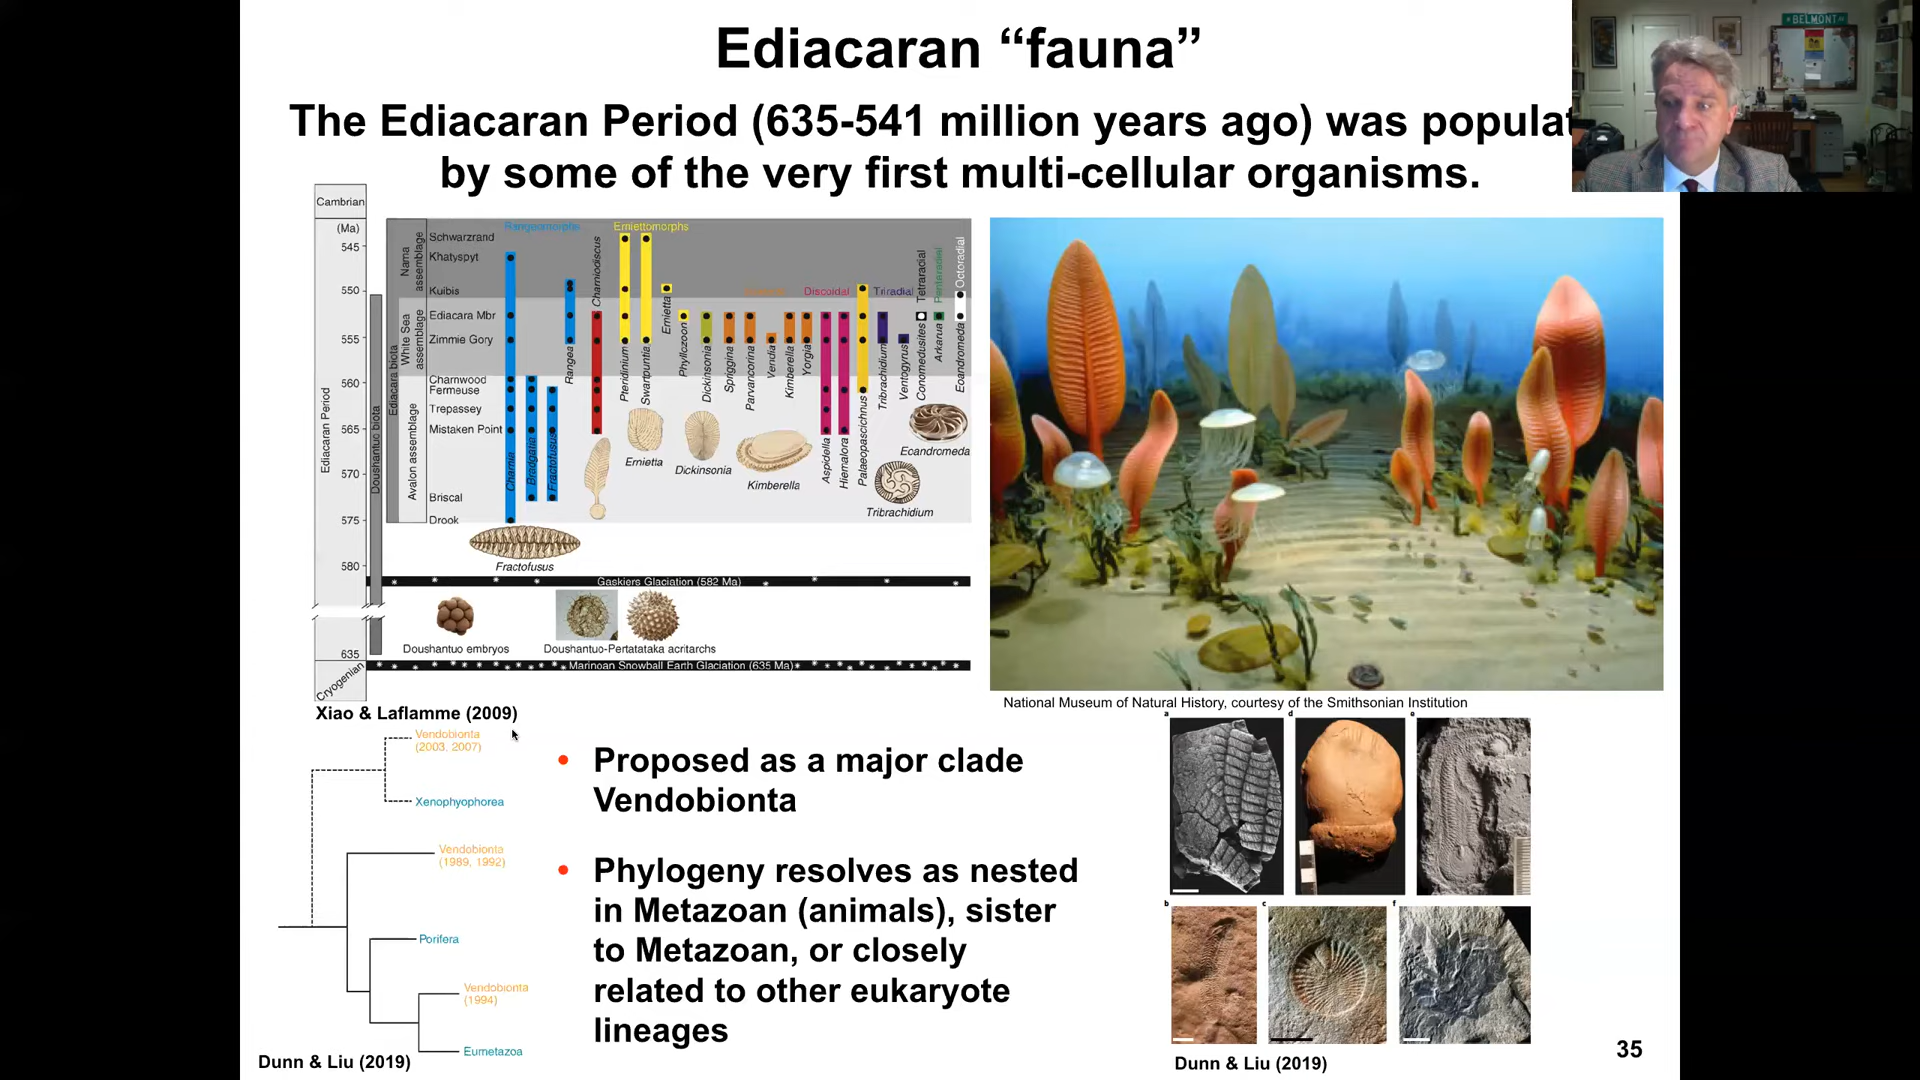 Ediacaran “fauna”
BELMONT
The Ediacaran Period (635-541 million years ago) was populat
by some of the very first multi-cellular organisms.
Cambrian
(Ma)
545
550
555
560
565
570
575
580
635
Ediacaran Period
Cryogenian
Doushantuo biota
Ediacara biota
Nama
assemblage
White Sea
assemblage
Avalon assemblage
Schwarzrand
Khatyspyt
Kuibis
Ediacara Mbr
Zimmie Gory
Charnwood
Fermeuse
Trepassey
Mistaken Point
Briscal
Drook
Rangeomorphs
Erniettomorphs
Discoidal
Triradial
Tetraradial
Pentaradial
Octoradial
Charnia
Bradgatia
Fractofusus
Rangea
Charniodiscus
Pteridinium
Swartpuntia
Ernietta
Phyllozoon
Dickinsonia
Spriggina
Parvancorina
Vendia
Kimberella
Yorgia
Aspidella
Hiemalora
Palaeopascichnus
Tribrachidium
Ventogyrus
Conomedusites
Arkarua
Eoandromeda
Ernietta
Dickinsonia
Kimberella
Eoandromeda
Tribrachidium
Fractofusus
Gaskiers Glaciation (582 Ma)
Doushantuo embryos
Doushantuo-Pertatataka acritarchs
Marinoan Snowball Earth Glaciation (635 Ma)
Xiao & Laflamme (2009)
National Museum of Natural History, courtesy of the Smithsonian Institution
Vendobionta
(2003, 2007)
Xenophyophorea
Vendobionta
(1989, 1992)
Porifera
Vendobionta
(1994)
Eumetazoa
Dunn & Liu (2019)
• Proposed as a major clade
Vendobionta
• Phylogeny resolves as nested
in Metazoan (animals), sister
to Metazoan, or closely
related to other eukaryote
lineages
a
d
e
b
c
f
Dunn & Liu (2019)
35